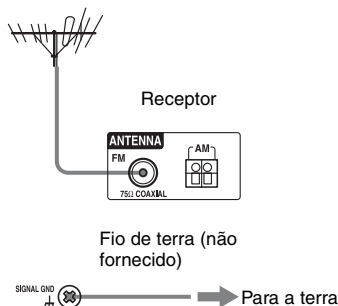 Receptor
ANTENNA
FM
AM
75Ω COAXIAL
Fio de terra (não
fornecido)
SIGNAL GND
Para a terra